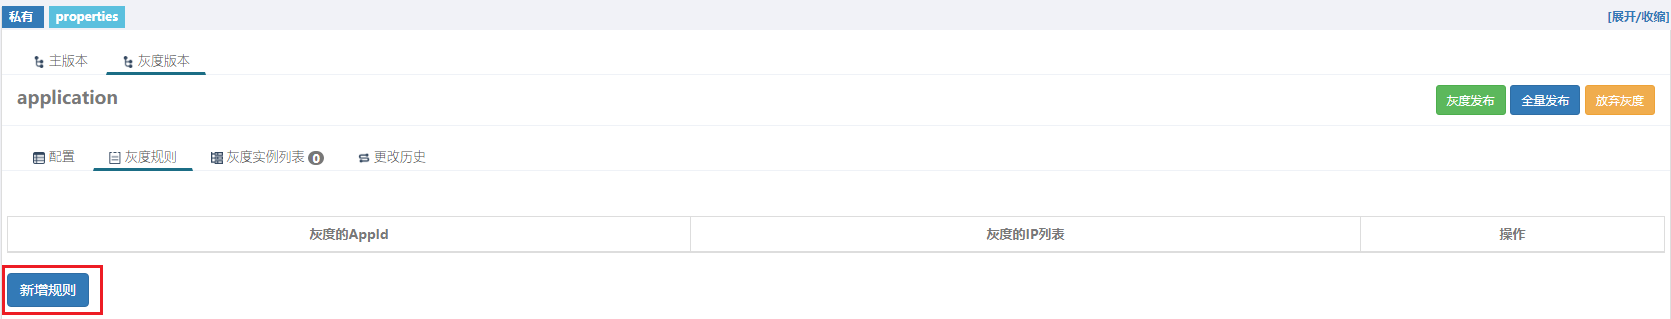 私有 properties [展开/收缩]
主版本 灰度版本
application 灰度发布 全量发布 放弃灰度
配置 灰度规则 灰度实例列表 0 更改历史
灰度的AppId 灰度的IP列表 操作
新增规则